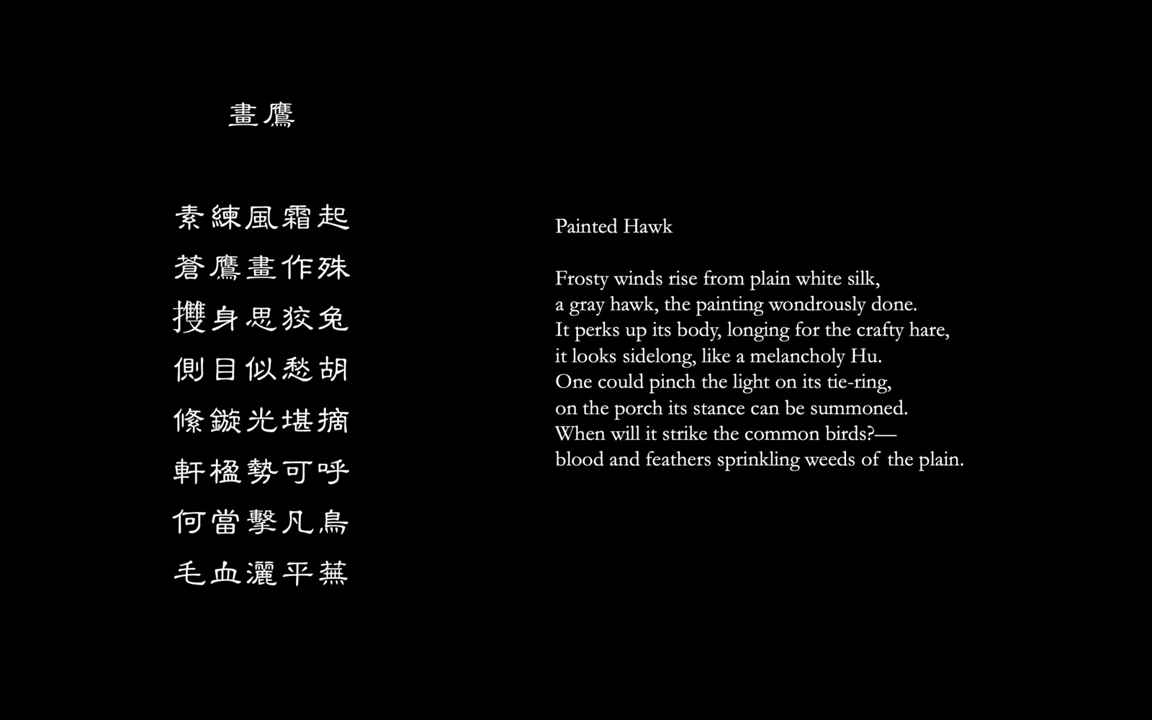 畫鷹
素練風霜起
蒼鷹畫作殊
㩳身思狡兔
側目似愁胡
絛鏇光堪摘
軒楹勢可呼
何當擊凡鳥
毛血灑平蕪
Painted Hawk
Frosty winds rise from plain white silk,
a gray hawk, the painting wondrously done.
It perks up its body, longing for the crafty hare,
it looks sidelong, like a melancholy Hu.
One could pinch the light on its tie-ring,
on the porch its stance can be summoned.
When will it strike the common birds?—
blood and feathers sprinkling weeds of the plain.